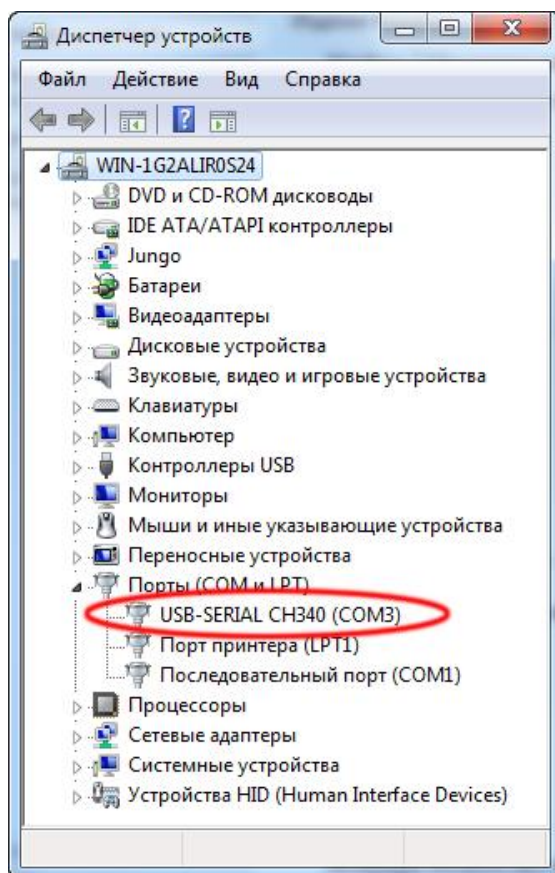 Диспетчер устройств
Файл Действие Вид Справка
WIN-1G2ALIR0S24
DVD и CD-ROM дисководы
IDE ATA/ATAPI контроллеры
Jungo
Батареи
Видеоадаптеры
Дисковые устройства
Звуковые, видео и игровые устройства
Клавиатуры
Компьютер
Контроллеры USB
Мониторы
Мыши и иные указывающие устройства
Переносные устройства
Порты (COM и LPT)
USB-SERIAL CH340 (COM3)
Порт принтера (LPT1)
Последовательный порт (COM1)
Процессоры
Сетевые адаптеры
Системные устройства
Устройства HID (Human Interface Devices)